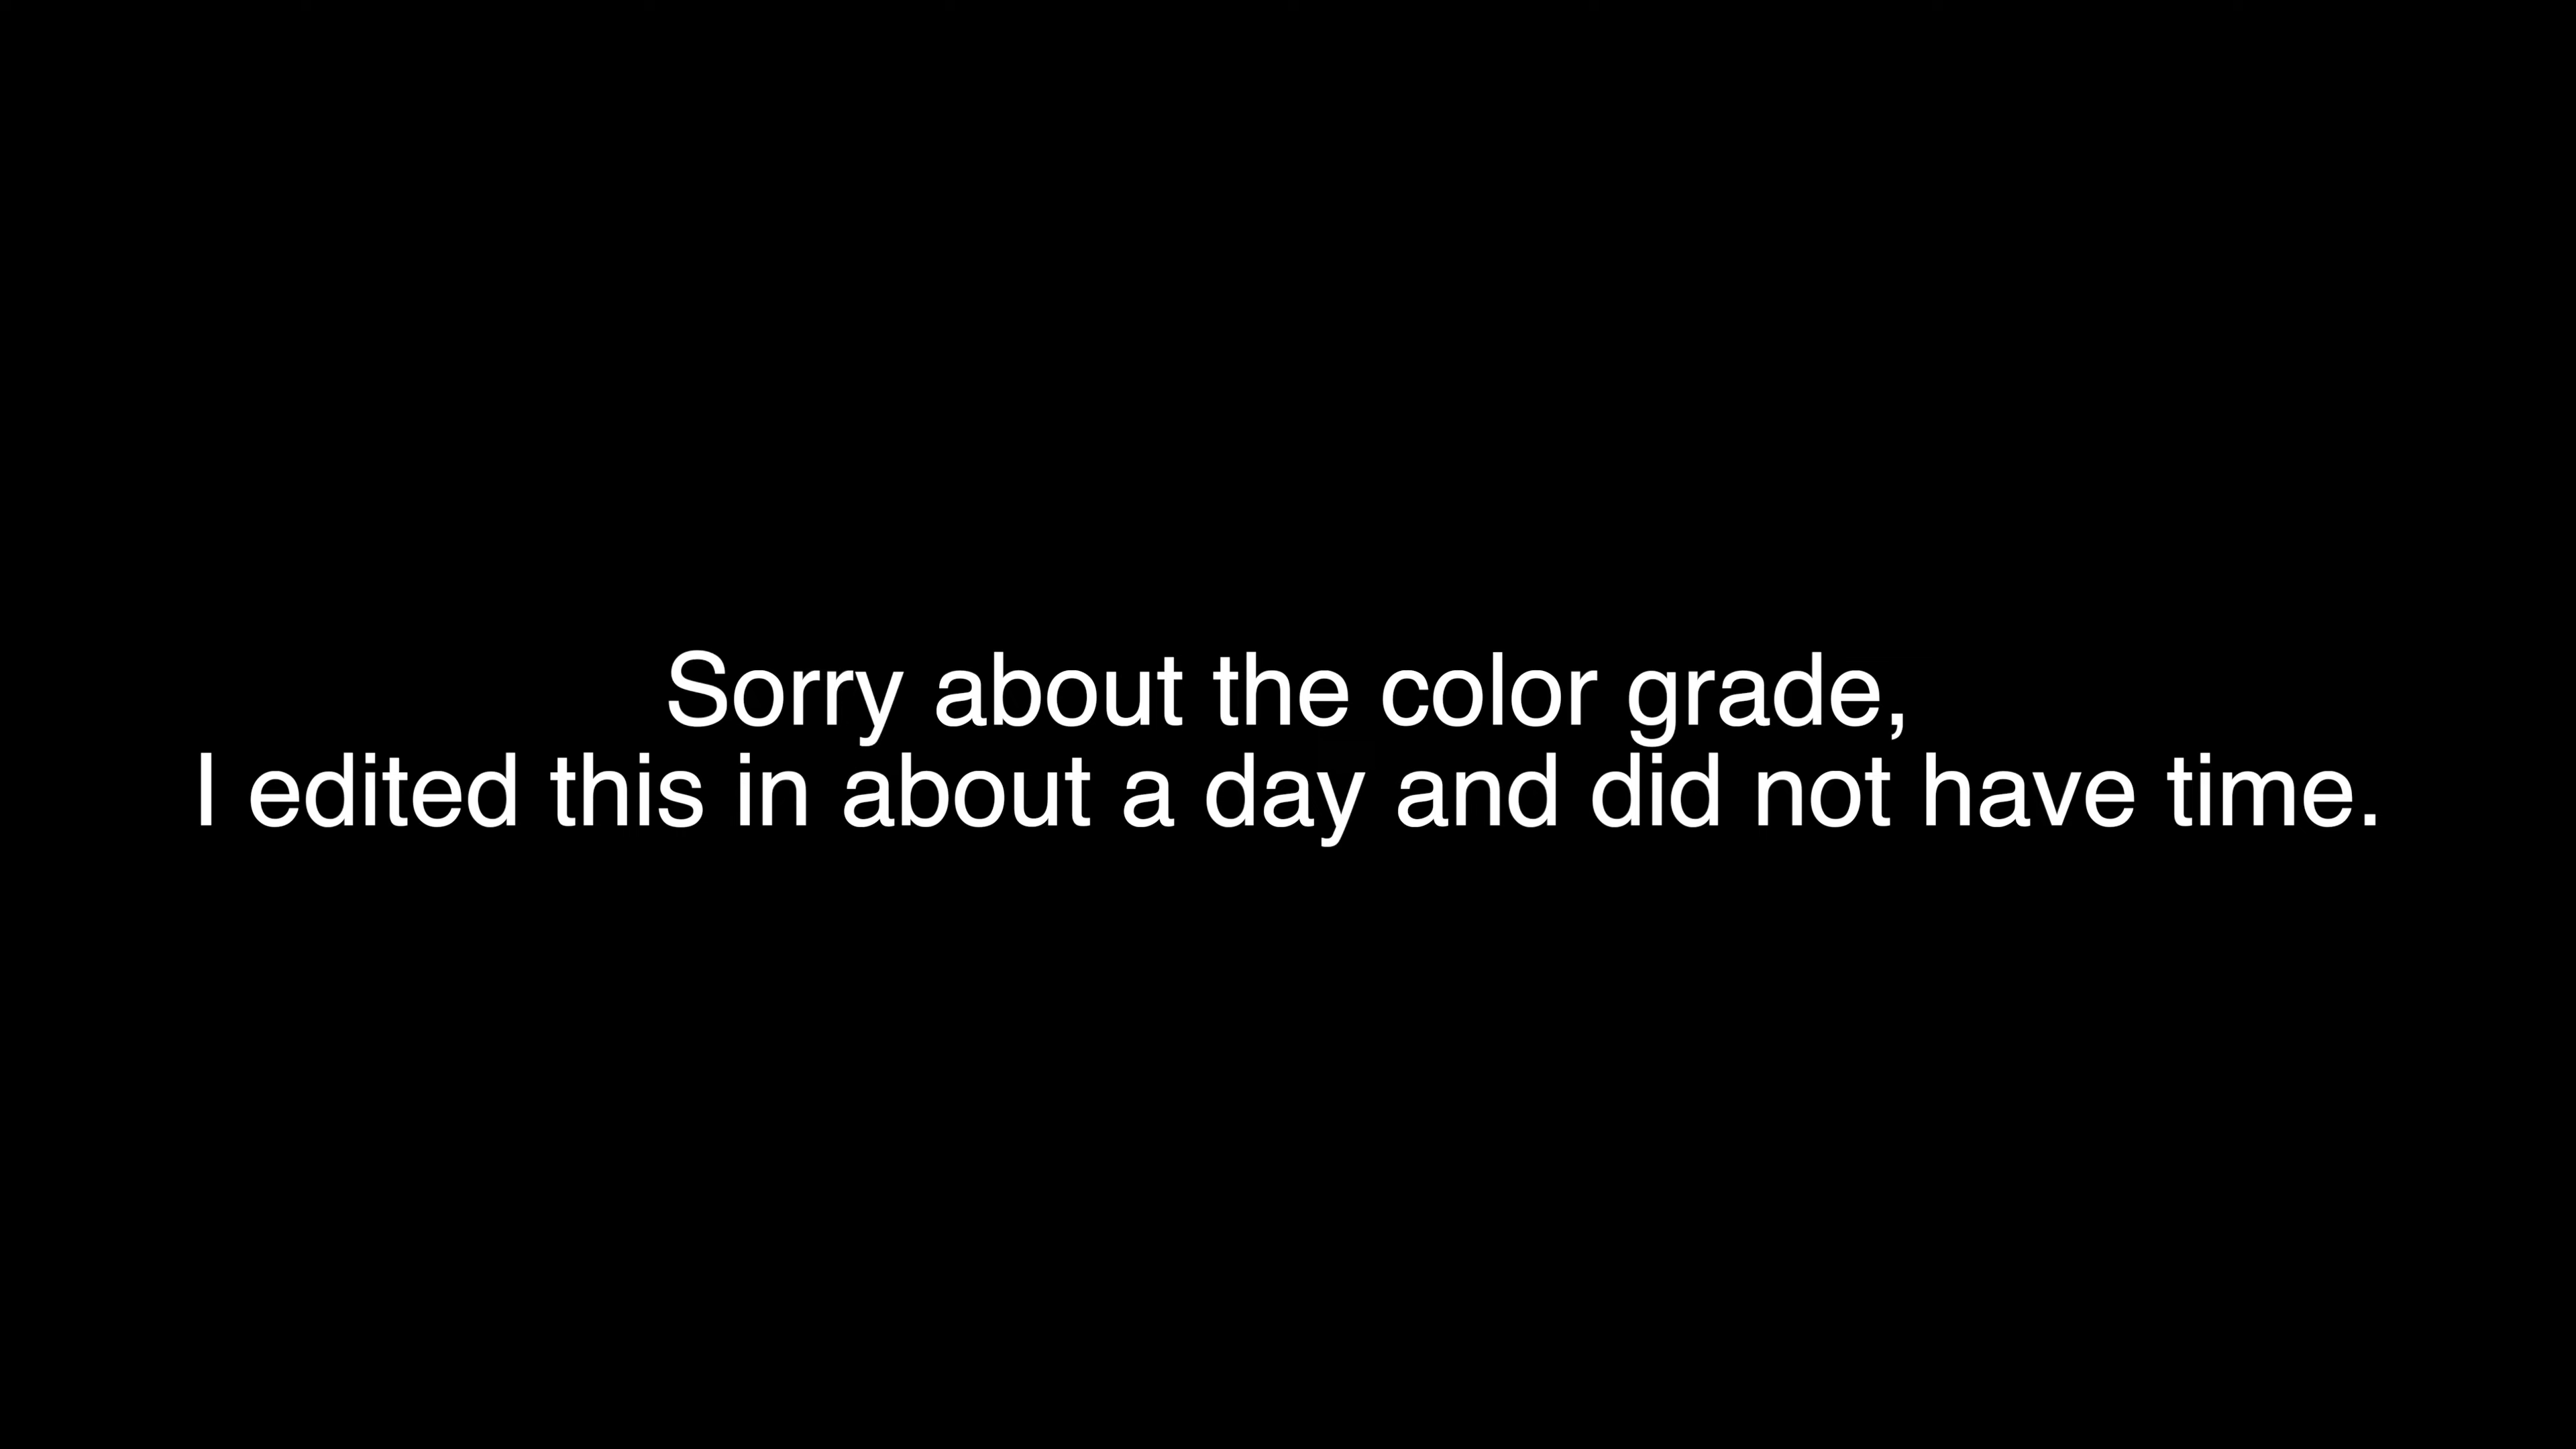 Sorry about the color grade,
I edited this in about a day and did not have time.